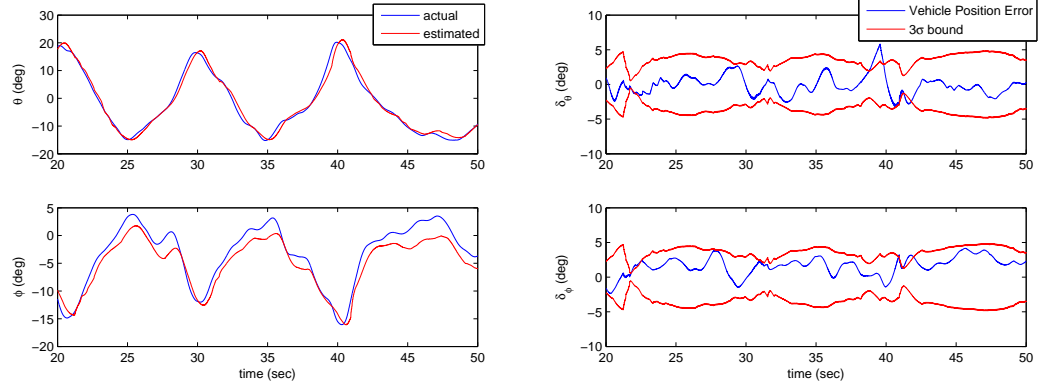 actual
estimated
θ (deg)
30
20
10
0
−10
−20
20 25 30 35 40 45 50
φ (deg)
5
0
−5
−10
−15
−20
20 25 30 35 40 45 50
time (sec)
Vehicle Position Error
3σ bound
δθ (deg)
10
5
0
−5
−10
20 25 30 35 40 45 50
δφ (deg)
10
5
0
−5
−10
20 25 30 35 40 45 50
time (sec)